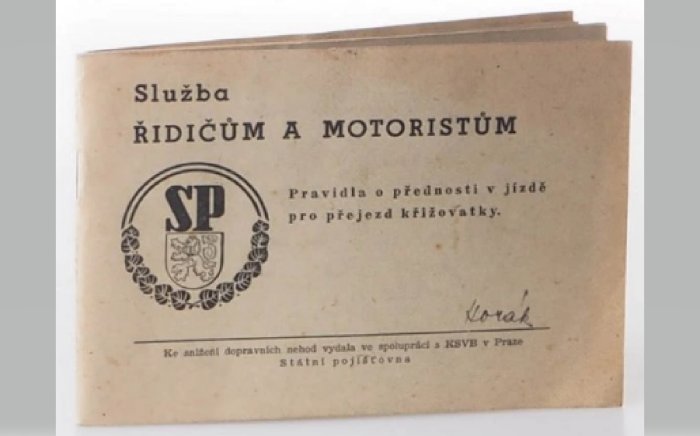 Služba
ŘIDIČŮM A MOTORISTŮM
SP
Pravidla o přednosti v jízdě
pro přejezd křižovatky.
Horák
Ke snížení dopravních nehod vydala ve spolupráci s KSVB v Praze
Státní pojišťovna